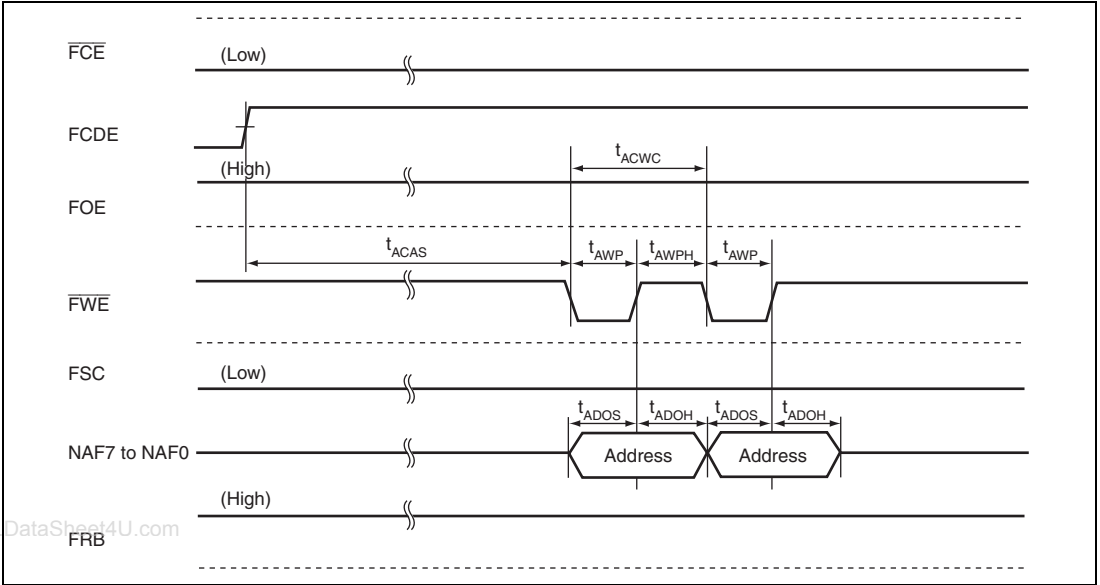 FCE
(Low)
FCDE
(High)
tACWC
FOE
tACAS
tAWP
tAWPH
tAWP
FWE
FSC
(Low)
tADOS
tADOH
tADOS
tADOH
NAF7 to NAF0
Address
Address
(High)
DataSheet4U.com
FRB